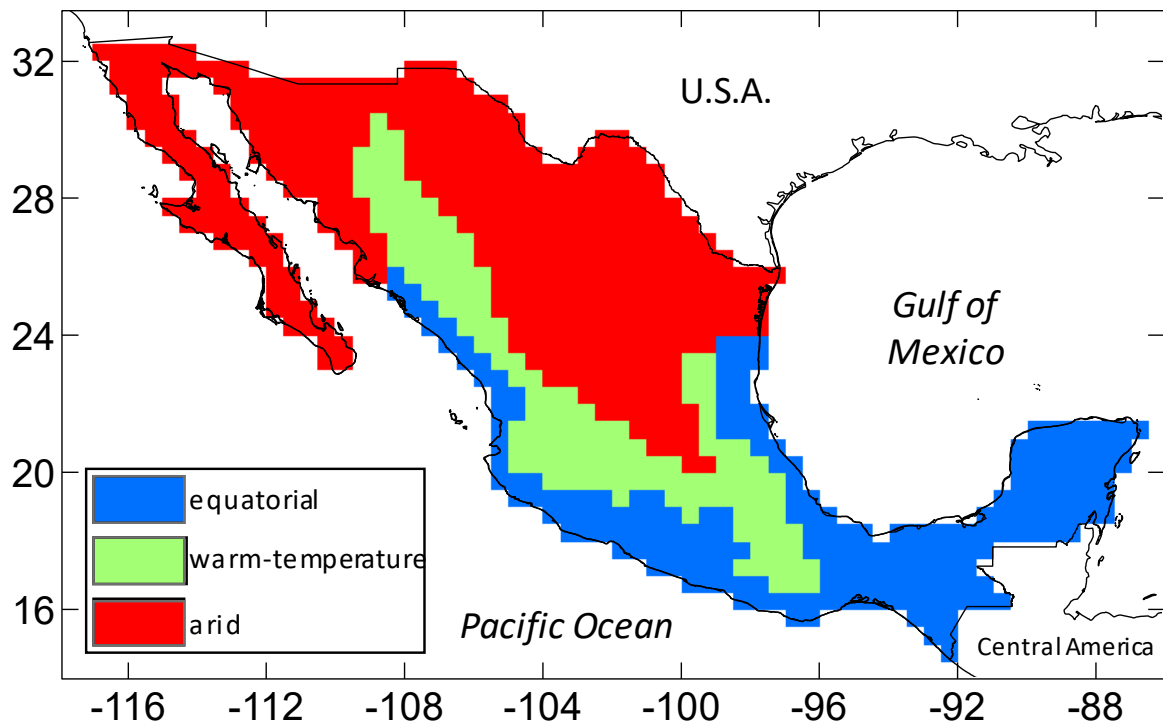 32
U.S.A.
28
Gulf of
Mexico
24
20
equatorial
warm-temperature
16
arid
Pacific Ocean
Central America
-116
-112
-108
-104
-100
-96
-92
-88